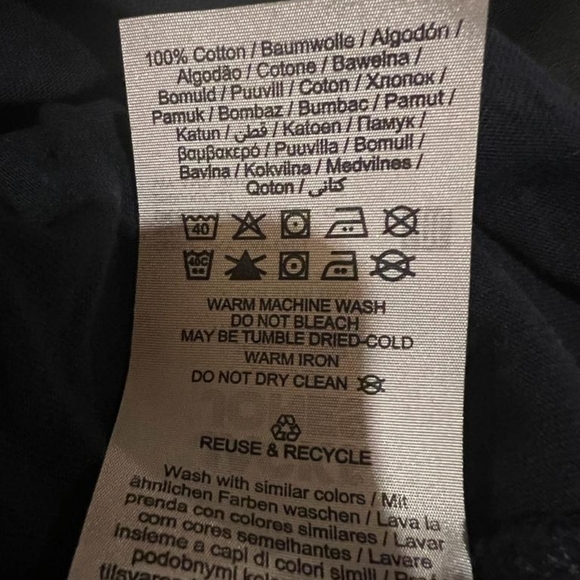 100% Cotton / Baumwolle / Algodón /
Algodão / Cotone / Bawełna /
Bomuld / Puuvill / Coton / Хлопок /
Pamuk / Bombaz / Bumbac / Pamut /
Katun / قطني / Katoen / Памук /
βαμβακερό / Puuvilla / Bomull /
Bavlna / Kokvilna / Medvilnes /
Qoton / كتاني
40
40C
WARM MACHINE WASH
DO NOT BLEACH
MAY BE TUMBLE DRIED-COLD
WARM IRON
DO NOT DRY CLEAN
REUSE & RECYCLE
Wash with similar colors / Mit
ähnlichen Farben waschen / Lava la
prenda con colores similares / Lavar
com cores semelhantes / Lavare
insieme a capi di colori simili /
podobnymi